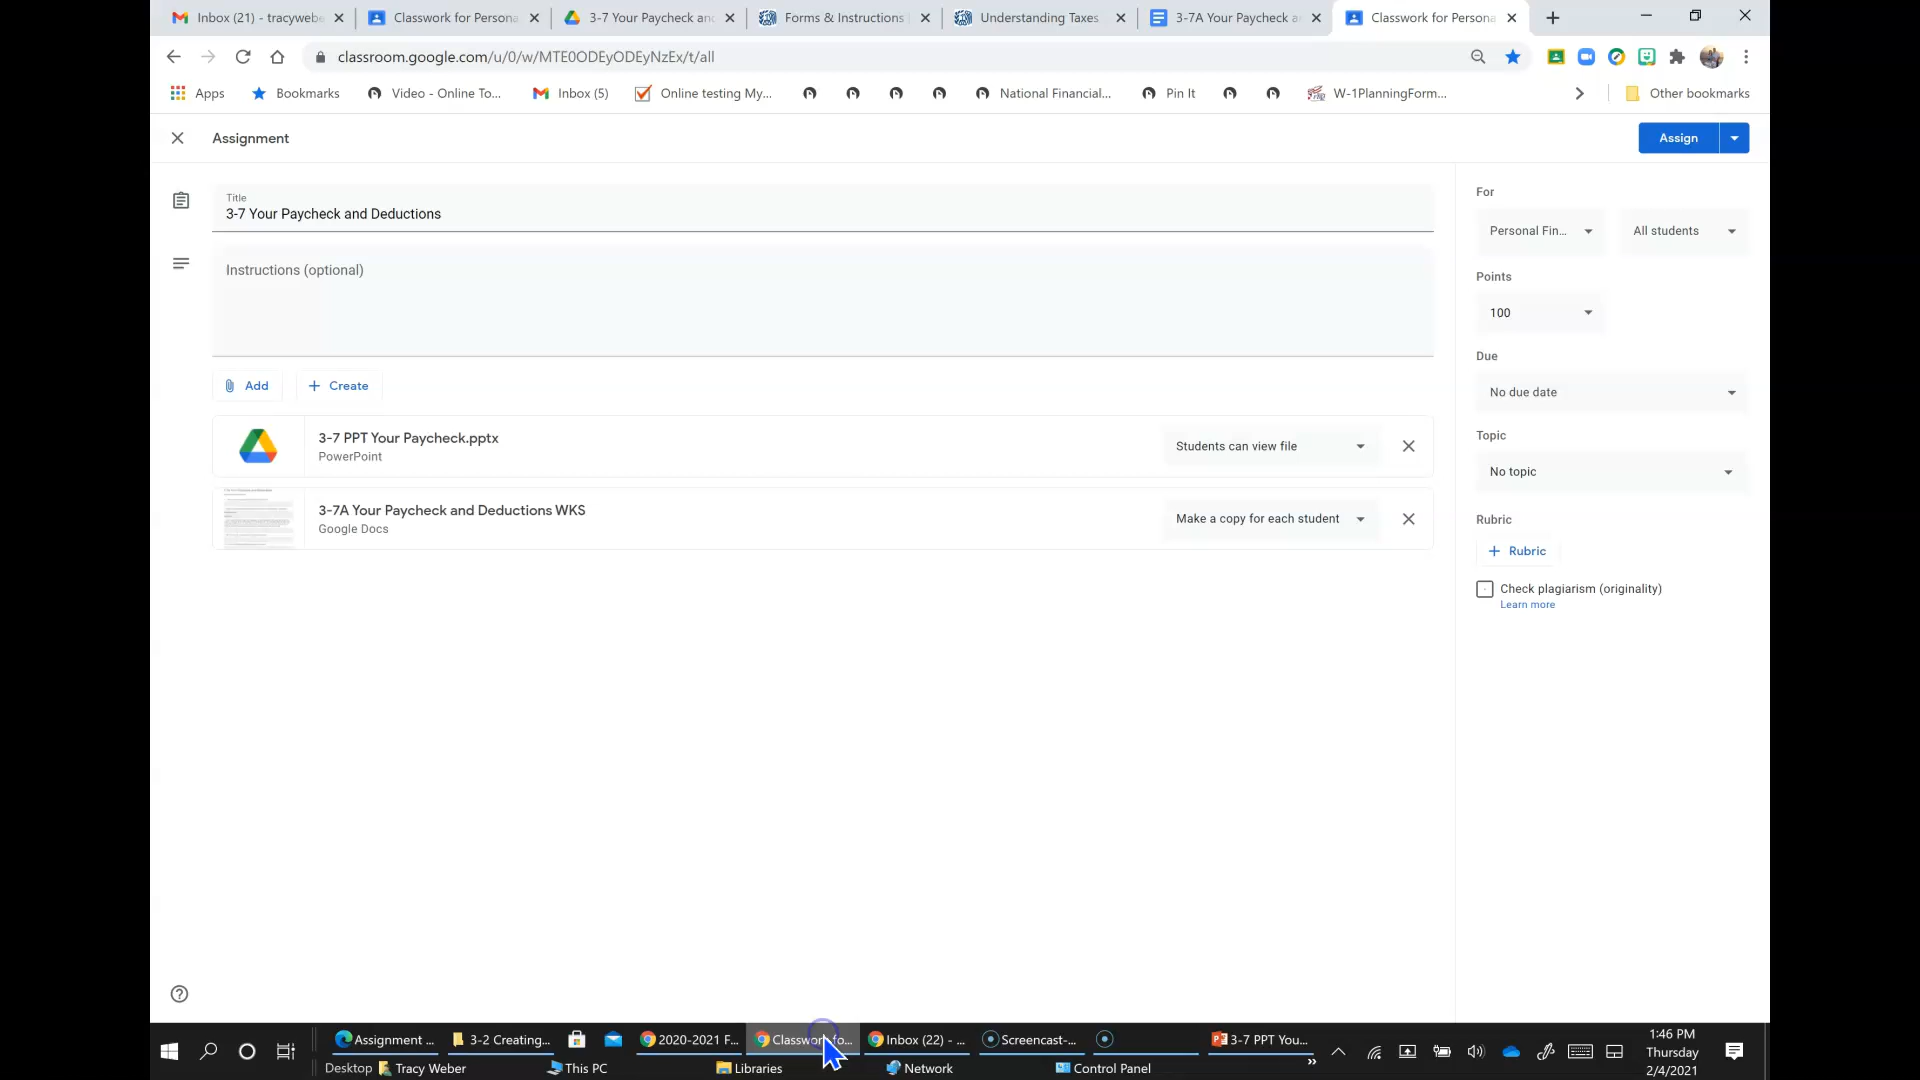 Inbox (21) - tracywebe
Classwork for Persona
3-7 Your Paycheck and
Forms & Instructions
Understanding Taxes
3-7A Your Paycheck a
Classwork for Persona
classroom.google.com/u/0/w/MTE0ODEyODEyNzEx/t/all
Apps
Bookmarks
Video - Online To...
Inbox (5)
Online testing My...
National Financial...
Pin It
W-1PlanningForm...
Other bookmarks
Assignment
Assign
Title
3-7 Your Paycheck and Deductions
Instructions (optional)
Add
Create
3-7 PPT Your Paycheck.pptx
PowerPoint
Students can view file
3-7A Your Paycheck and Deductions WKS
Google Docs
Make a copy for each student
For
Personal Fin...
All students
Points
100
Due
No due date
Topic
No topic
Rubric
Rubric
Check plagiarism (originality)
Learn more
Assignment ...
3-2 Creating...
2020-2021 F...
Classwork fo...
Inbox (22) - ...
Screencast-...
3-7 PPT You...
1:46 PM
Thursday
2/4/2021
Desktop
Tracy Weber
This PC
Libraries
Network
Control Panel